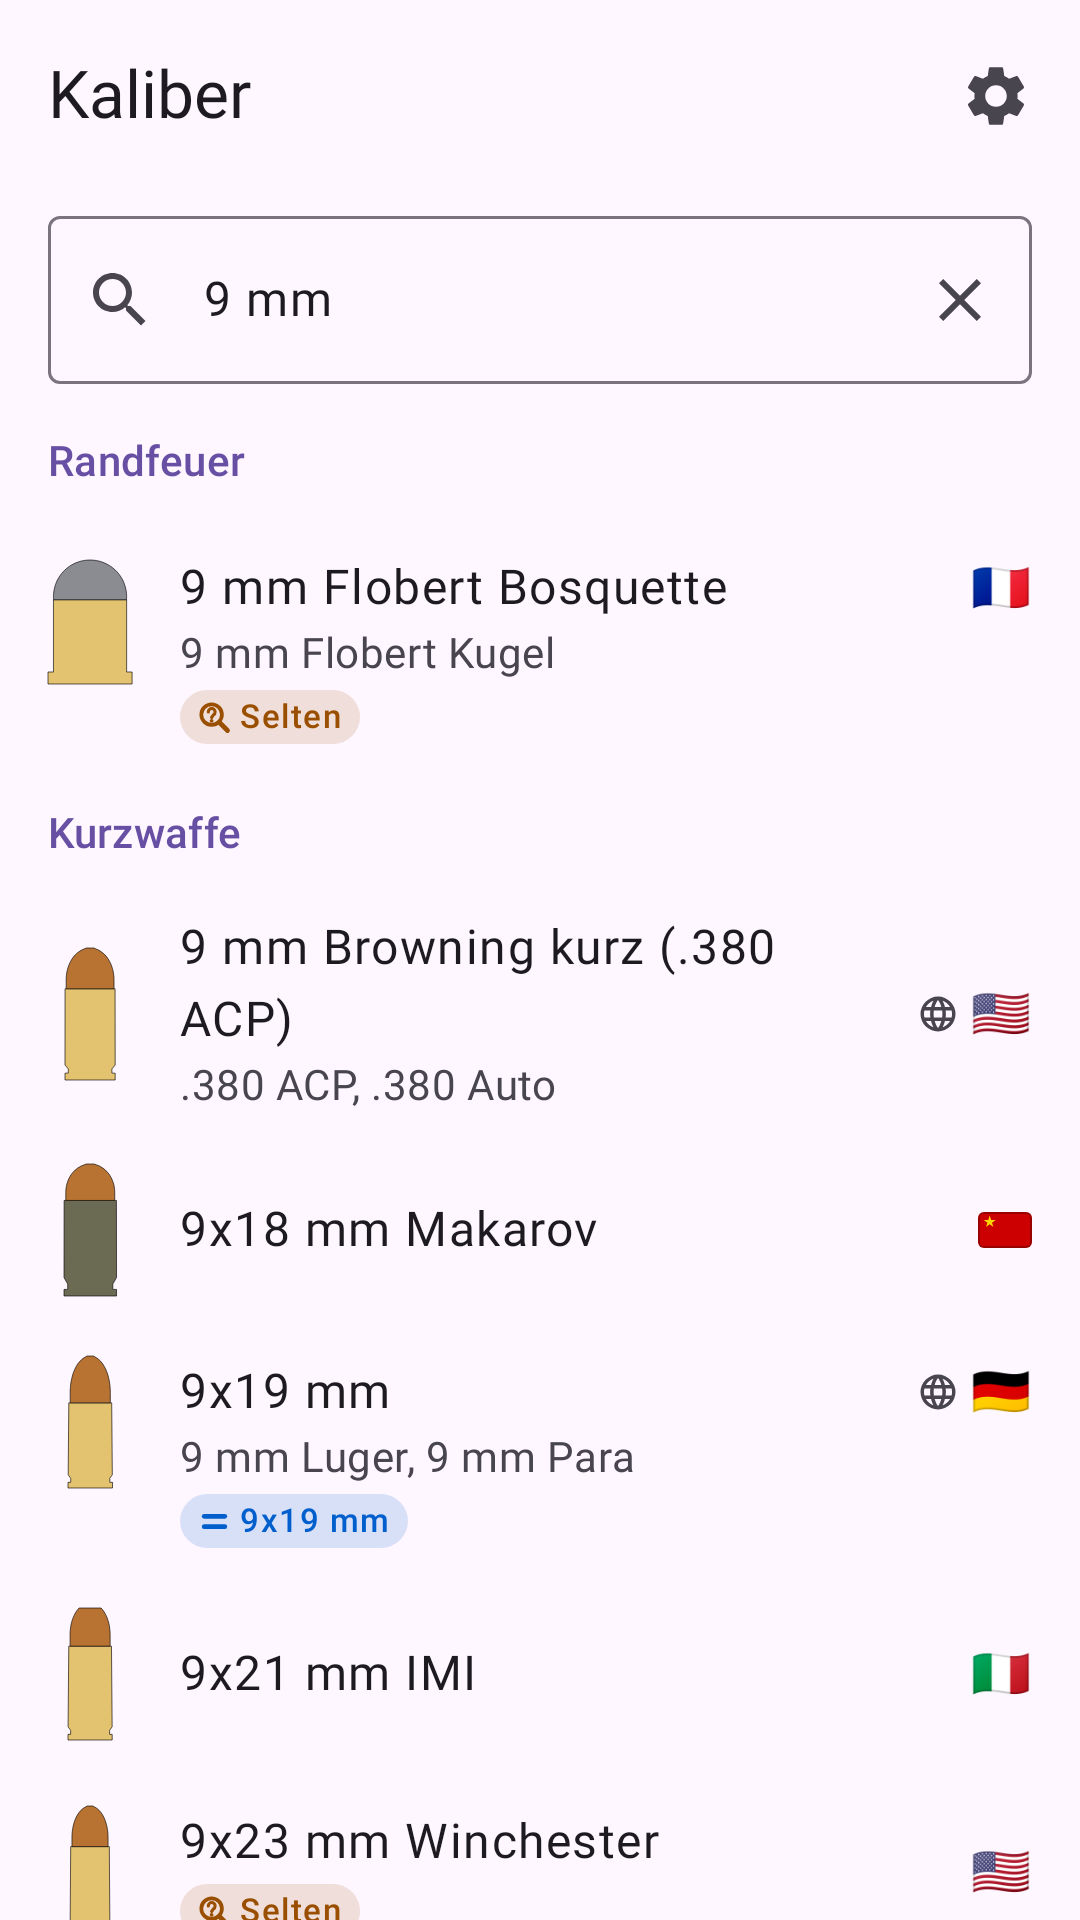 Kaliber
9 mm
Randfeuer
9 mm Flobert Bosquette
9 mm Flobert Kugel
Selten
Kurzwaffe
9 mm Browning kurz (.380
ACP)
.380 ACP, .380 Auto
9x18 mm Makarov
9x19 mm
9 mm Luger, 9 mm Para
9x19 mm
9x21 mm IMI
9x23 mm Winchester
Selten